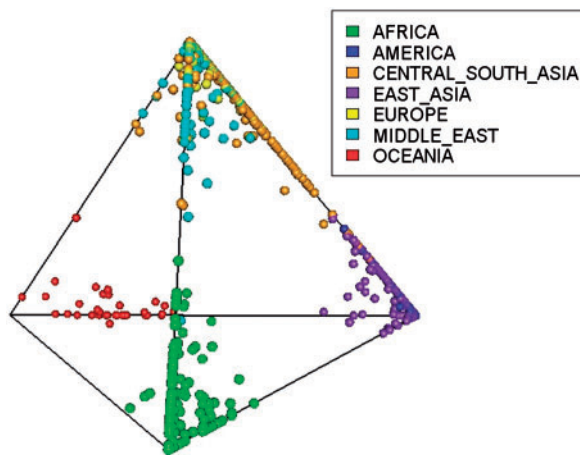 AFRICA
AMERICA
CENTRAL_SOUTH_ASIA
EAST_ASIA
EUROPE
MIDDLE_EAST
OCEANIA